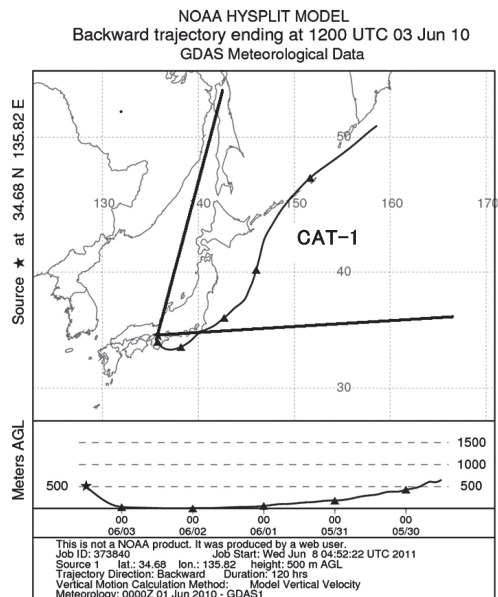 NOAA HYSPLIT MODEL
Backward trajectory ending at 1200 UTC 03 Jun 10
GDAS Meteorological Data
Source ★ at 34.68 N 135.82 E
50
130
140
150
160
170
CAT-1
40
30
Meters AGL
500
1500
1000
500
00 00 00 00 00
06/03 06/02 06/01 05/31 05/30
This is not a NOAA product. It was produced by a web user.
Job ID: 373840 Job Start: Wed Jun 8 04:52:22 UTC 2011
Source 1 lat.: 34.68 lon.: 135.82 height: 500 m AGL
Trajectory Direction: Backward Duration: 120 hrs
Vertical Motion Calculation Method: Model Vertical Velocity
Meteorology: 0000Z 01 Jun 2010 - GDAS1